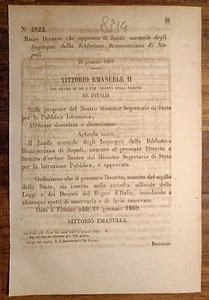 8314
N.º 4823.
REGIO DECRETO che approva il Ruolo normale degli
Impiegati della Biblioteca Brancacciana di Na-
poli.
21 gennaio 1869
VITTORIO EMANUELE II
PER GRAZIA DI DIO E PER VOLONTÀ DELLA NAZIONE
RE D'ITALIA
Sulla proposta del Nostro Ministro Segretario di Stato
per la Pubblica Istruzione;
Abbiamo decretato e decretiamo:
Articolo unico.
Il Ruolo normale degli Impiegati della Biblioteca
Brancacciana di Napoli, annesso al presente Decreto e
firmato d'ordine Nostro dal Ministro Segretario di Stato
per la Istruzione Pubblica, è approvato.
Ordiniamo che il presente Decreto, munito del sigillo
dello Stato, sia inserto nella raccolta ufficiale delle
Leggi e dei Decreti del Regno d'Italia, mandando a
chiunque spetti di osservarlo e di farlo osservare.
Dato a Firenze addì 21 gennaio 1869.
VITTORIO EMANUELE.
BROGLIO.